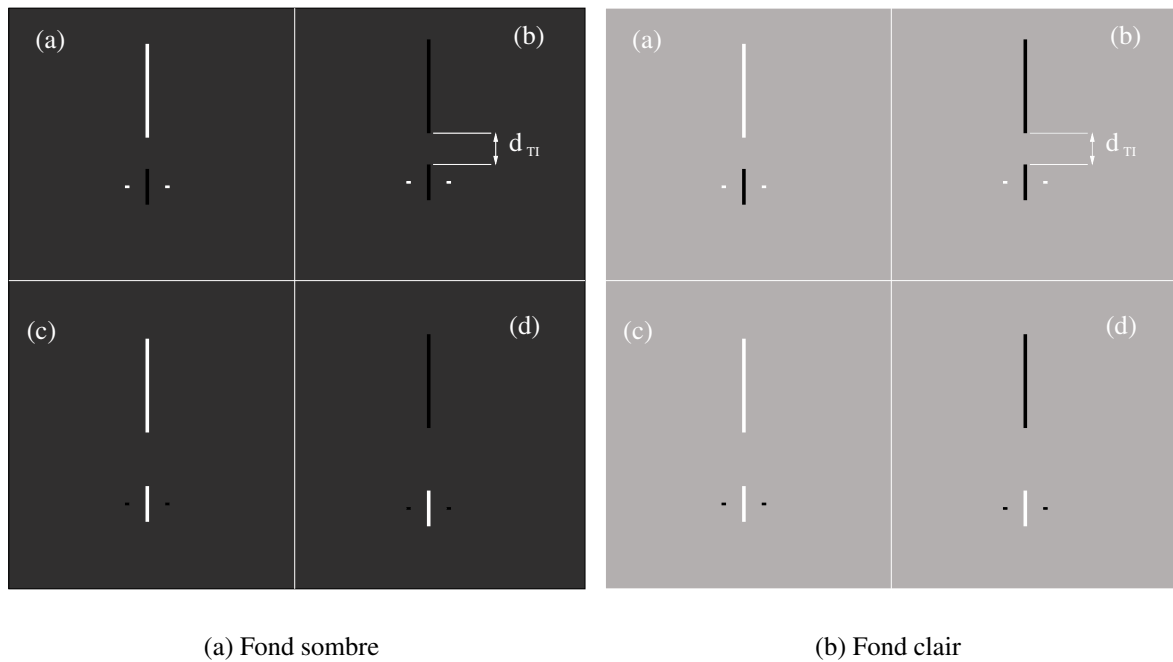 (a)
(b)
d TI
(c)
(d)
(a)
(b)
d TI
(c)
(d)
(a) Fond sombre
(b) Fond clair